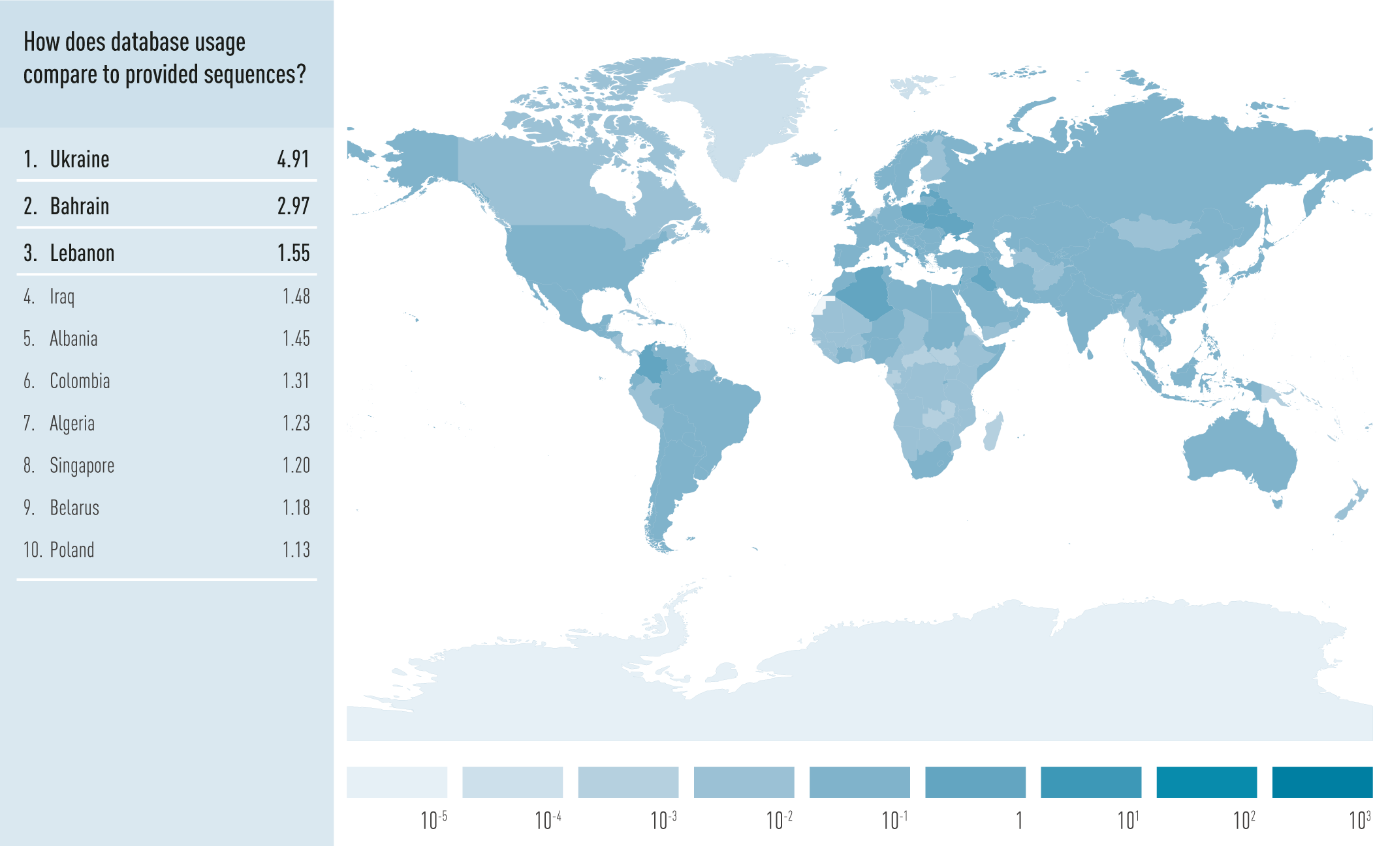 How does database usage
compare to provided sequences?
1. Ukraine 4.91
2. Bahrain 2.97
3. Lebanon 1.55
4. Iraq 1.48
5. Albania 1.45
6. Colombia 1.31
7. Algeria 1.23
8. Singapore 1.20
9. Belarus 1.18
10. Poland 1.13
10⁻⁵ 10⁻⁴ 10⁻³ 10⁻² 10⁻¹ 1 10¹ 10² 10³